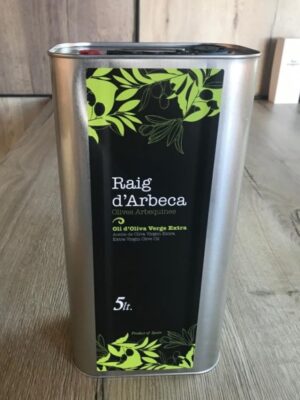 Raig
d'Arbeca
Olives Arbequines
Oli d'Oliva Verge Extra
Aceite de Oliva Virgen Extra
Extra Virgin Olive Oil
5lt.
Product of Spain